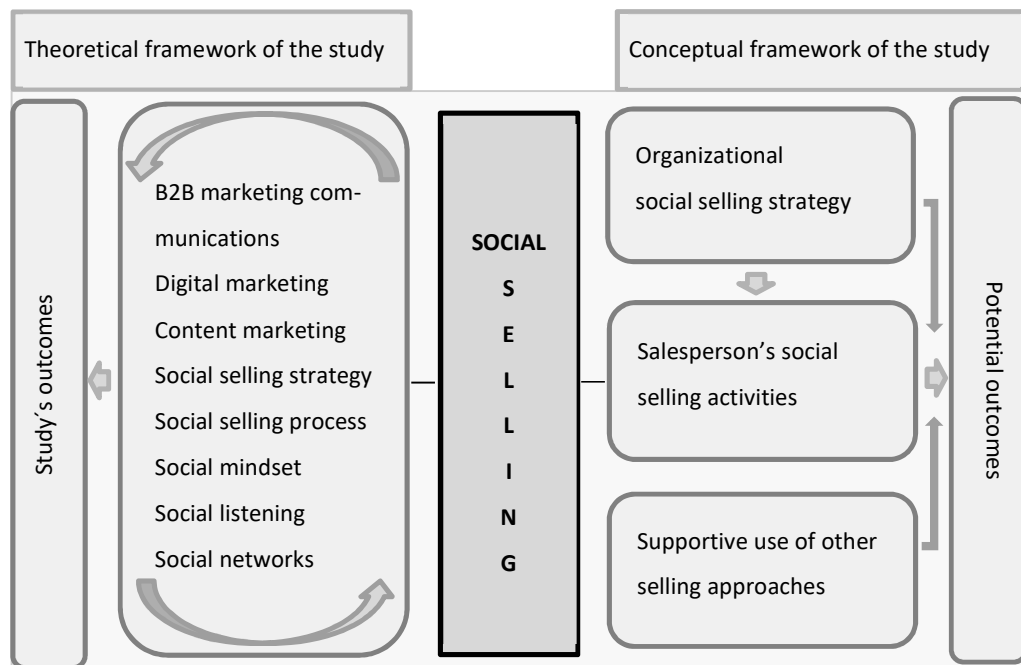 Theoretical framework of the study
Conceptual framework of the study
Study´s outcomes
B2B marketing com-
munications
Digital marketing
Content marketing
Social selling strategy
Social selling process
Social mindset
Social listening
Social networks
SOCIAL
S
E
L
L
I
N
G
Organizational
social selling strategy
Salesperson’s social
selling activities
Supportive use of other
selling approaches
Potential outcomes